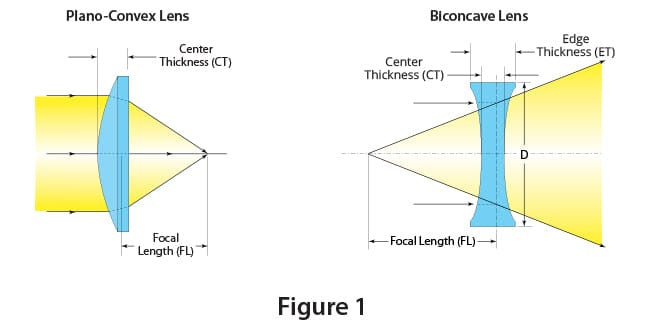 Plano-Convex Lens
Center
Thickness (CT)
Focal
Length (FL)
Biconcave Lens
Edge
Thickness (ET)
Center
Thickness (CT)
D
Focal Length (FL)
Figure 1